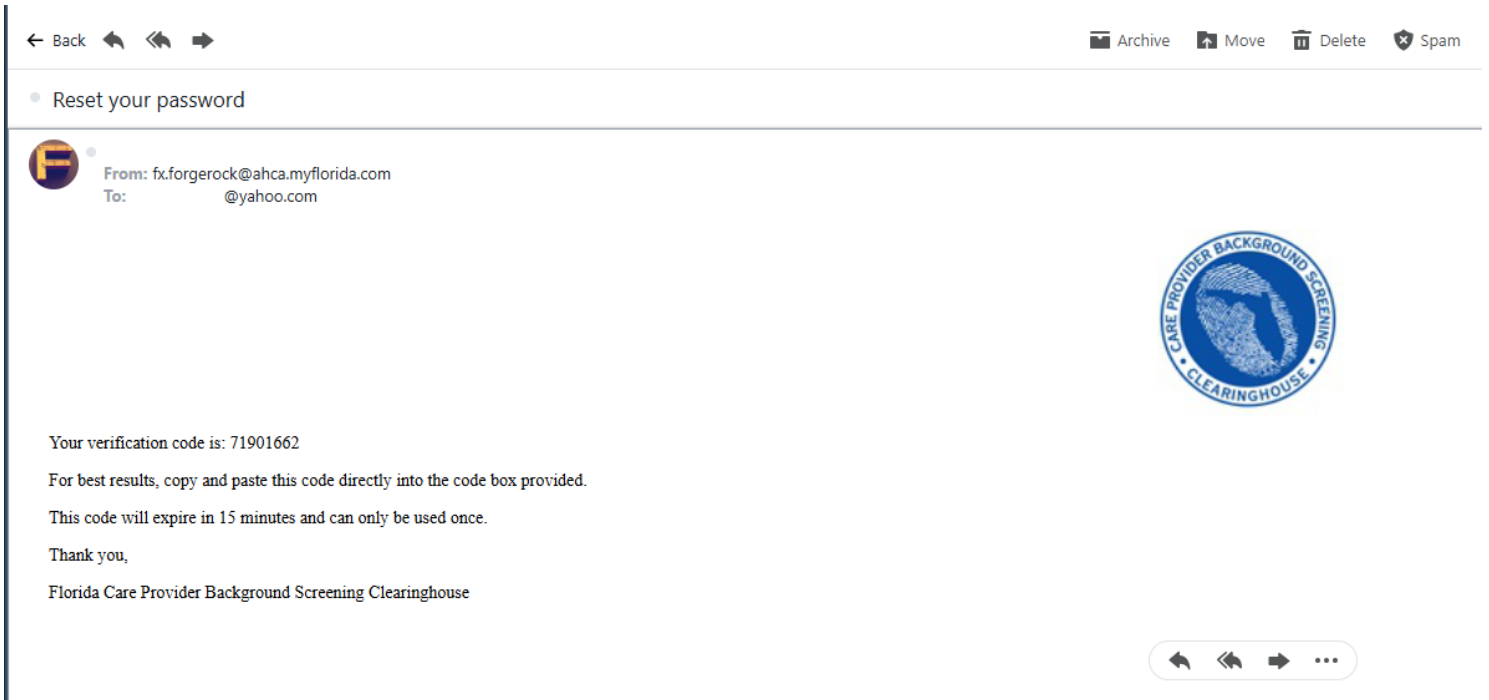 Back
Archive Move Delete Spam
Reset your password
F
From: fx.forgerock@ahca.myflorida.com
To: @yahoo.com
CARE PROVIDER BACKGROUND SCREENING
• CLEARINGHOUSE •
Your verification code is: 71901662
For best results, copy and paste this code directly into the code box provided.
This code will expire in 15 minutes and can only be used once.
Thank you,
Florida Care Provider Background Screening Clearinghouse